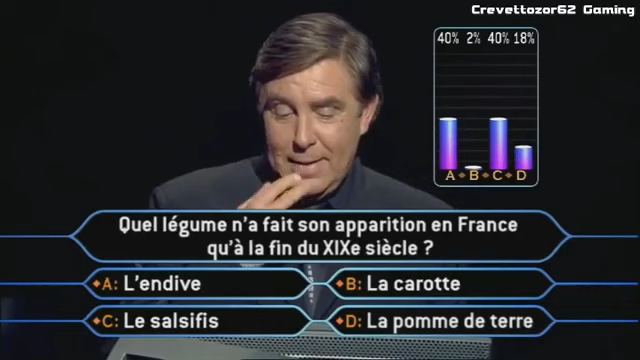 Crevettozor62 Gaming
40% 2% 40% 18%
A B C D
Quel légume n'a fait son apparition en France
qu'à la fin du XIXe siècle ?
A: L'endive
B: La carotte
C: Le salsifis
D: La pomme de terre